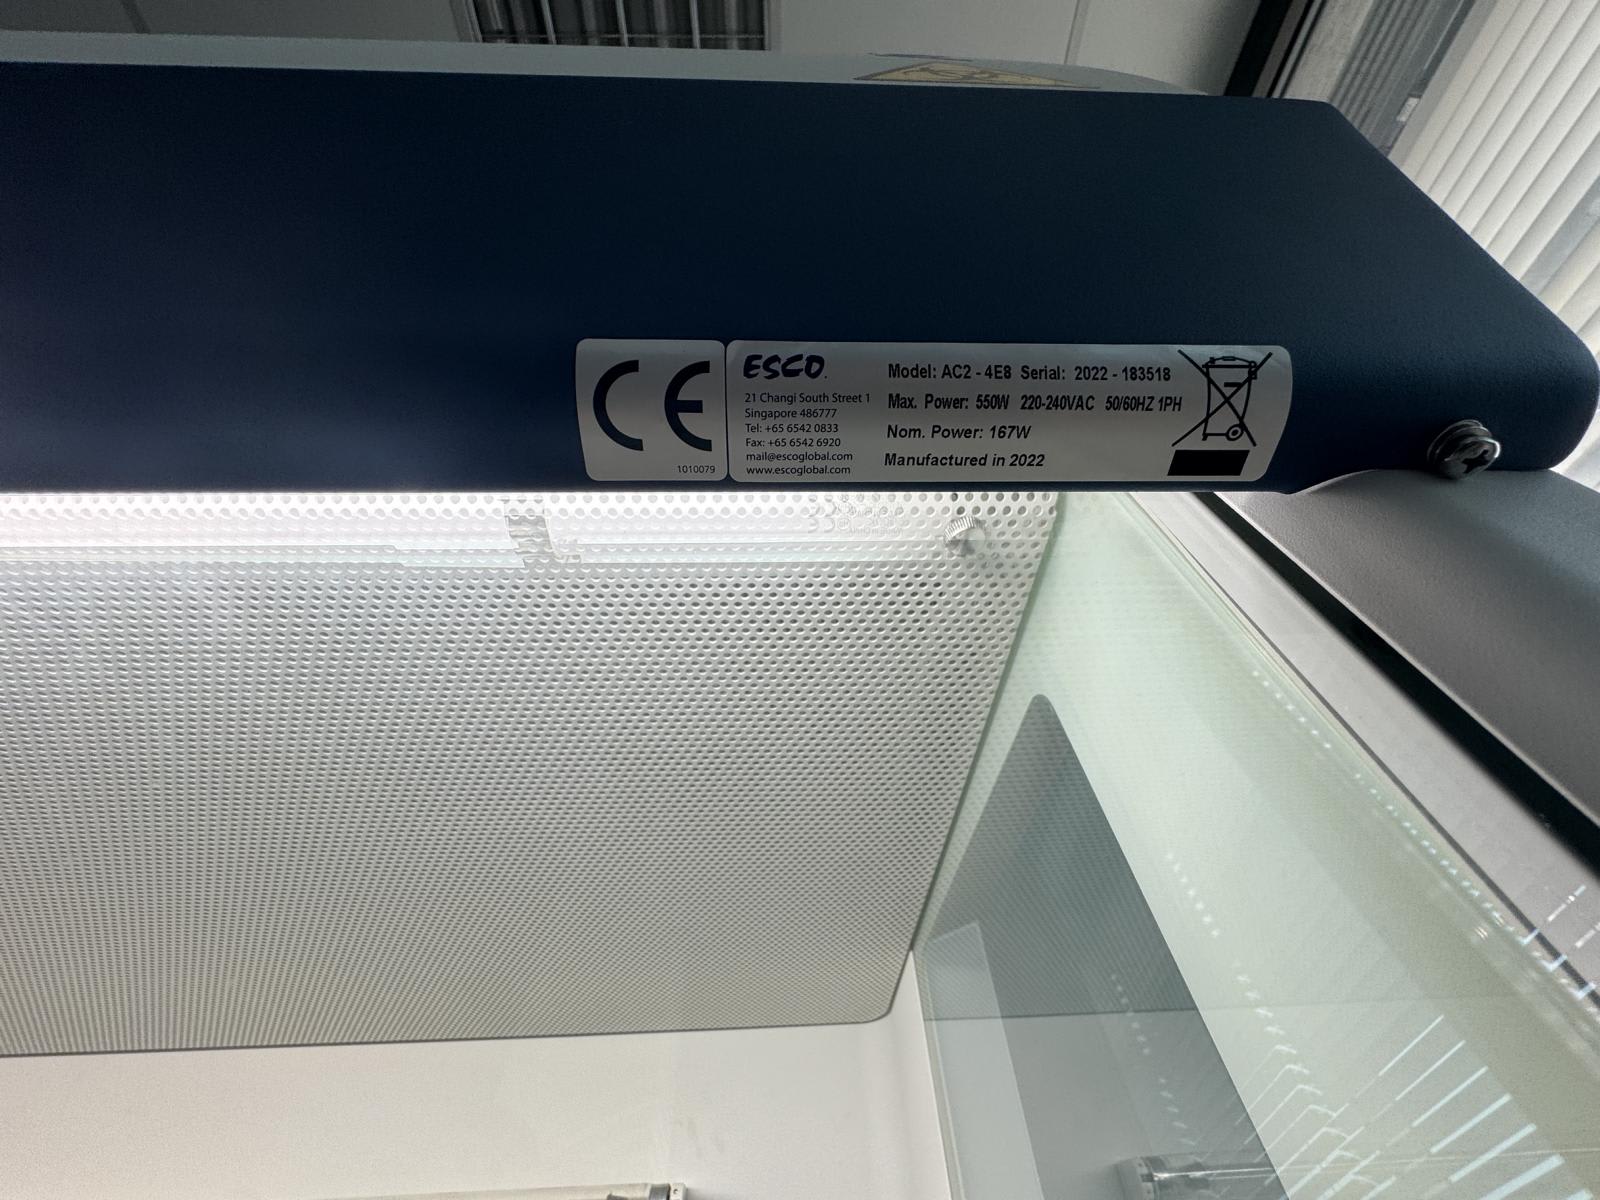 CE
1010079
ESCO.
21 Changi South Street 1
Singapore 486777
Tel: +65 6542 0833
Fax: +65 6542 6920
mail@escoglobal.com
www.escoglobal.com
Model: AC2 - 4E8 Serial: 2022 - 183518
Max. Power: 550W 220-240VAC 50/60HZ 1PH
Nom. Power: 167W
Manufactured in 2022